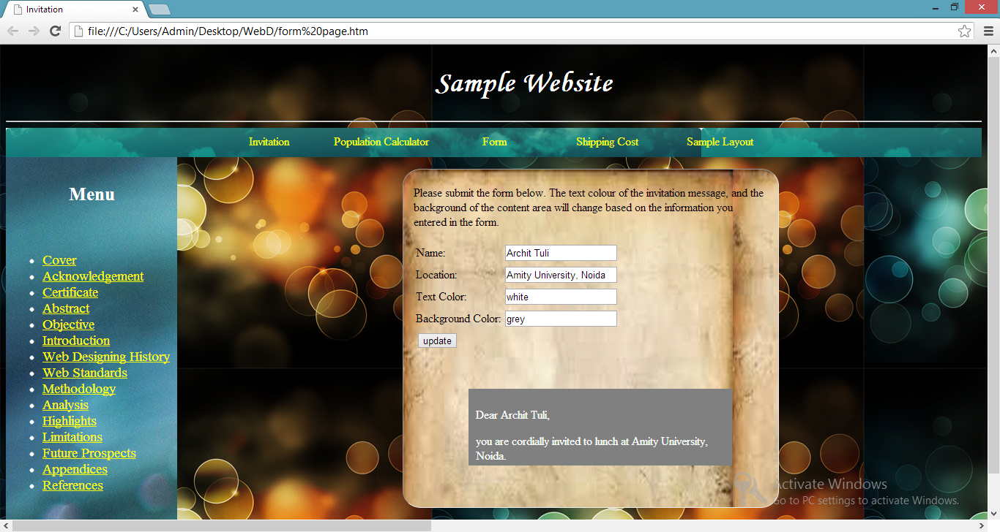 Invitation
file:///C:/Users/Admin/Desktop/WebD/form%20page.htm
Sample Website
Invitation Population Calculator Form Shipping Cost Sample Layout
Menu
Cover
Acknowledgement
Certificate
Abstract
Objective
Introduction
Web Designing History
Web Standards
Methodology
Analysis
Highlights
Limitations
Future Prospects
Appendices
References
Please submit the form below. The text colour of the invitation message, and the
background of the content area will change based on the information you
entered in the form.
Name: Archit Tuli
Location: Amity University, Noida
Text Color: white
Background Color: grey
update
Dear Archit Tuli,
you are cordially invited to lunch at Amity University,
Noida.
Activate Windows
Go to PC settings to activate Windows.